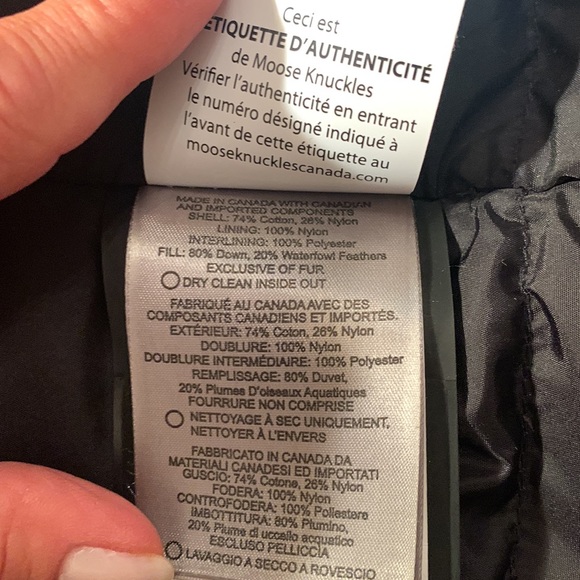 Ceci est
ETIQUETTE D'AUTHENTICITÉ
de Moose Knuckles
Vérifier l'authenticité en entrant
le numéro désigné indiqué à
l'avant de cette étiquette au
mooseknucklescanada.com
MADE IN CANADA WITH CANADIAN
AND IMPORTED COMPONENTS
SHELL: 74% Cotton, 26% Nylon
LINING: 100% Nylon
INTERLINING: 100% Polyester
FILL: 80% Down, 20% Waterfowl Feathers
EXCLUSIVE OF FUR
DRY CLEAN INSIDE OUT
FABRIQUÉ AU CANADA AVEC DES
COMPOSANTS CANADIENS ET IMPORTÉS.
EXTÉRIEUR: 74% Coton, 26% Nylon
DOUBLURE: 100% Nylon
DOUBLURE INTERMÉDIAIRE: 100% Polyester
REMPLISSAGE: 80% Duvet,
20% Plumes D'oiseaux Aquatiques
FOURRURE NON COMPRISE
NETTOYAGE À SEC UNIQUEMENT,
NETTOYER À L'ENVERS
FABBRICATO IN CANADA DA
MATERIALI CANADESI ED IMPORTATI
GUSCIO: 74% Cotone, 26% Nylon
FODERA: 100% Nylon
CONTROFODERA: 100% Poliestere
IMBOTTITURA: 80% Piumino,
20% Piume di uccello acquatico
ESCLUSO PELLICCIA
LAVAGGIO A SECCO A ROVESCIO